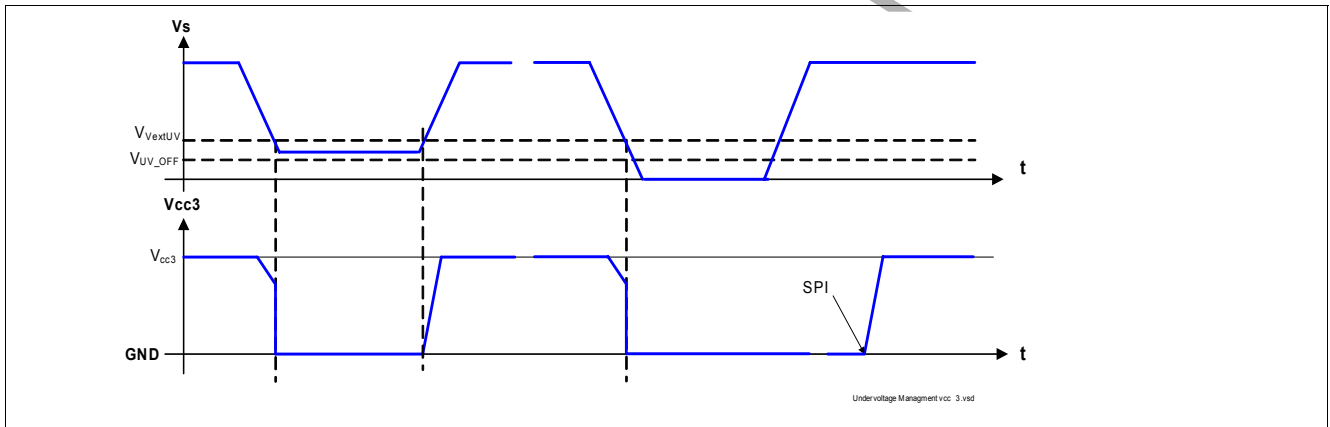 Vs
VVextUV
VUV_OFF
t
Vcc3
Vcc3
SPI
GND
t
Undervoltage Managment vcc 3.vsd